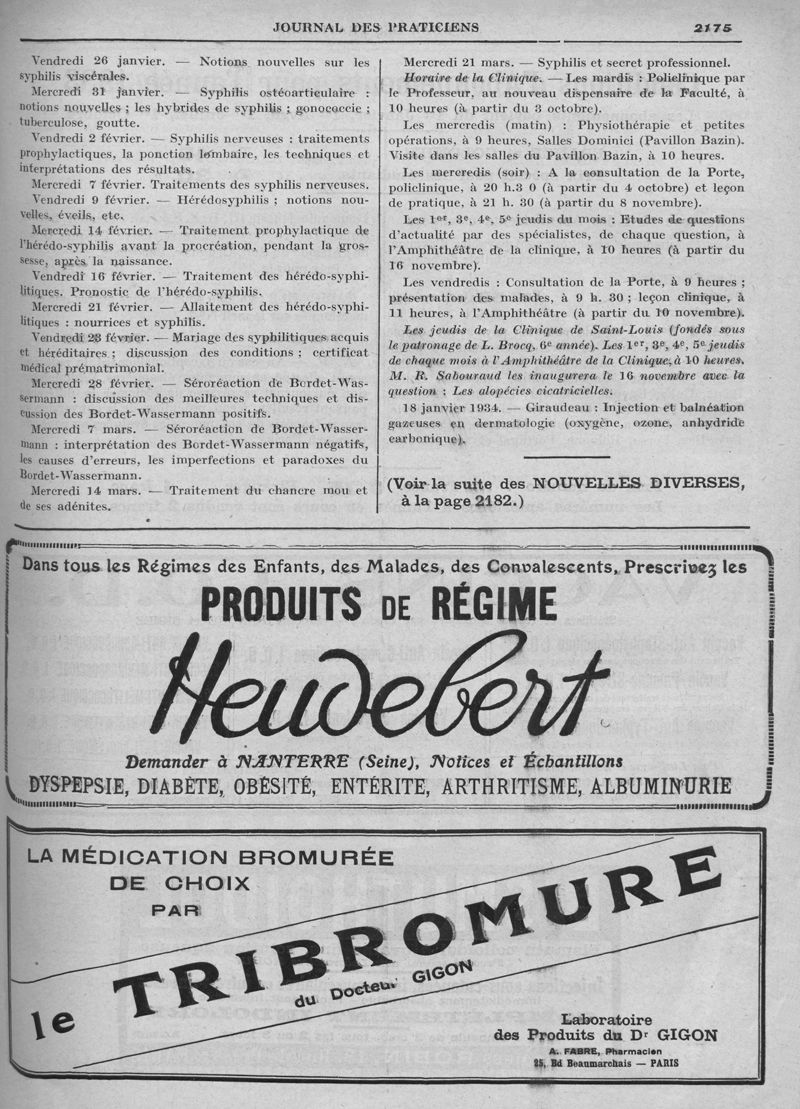 JOURNAL DES PRATICIENS
2175
Vendredi 26 janvier. — Notions nouvelles sur les
syphilis viscérales.
Mercredi 31 janvier. — Syphilis ostéoarticulaire :
notions nouvelles ; les hybrides de syphilis ; gonococcie ;
tuberculose, goutte.
Vendredi 2 février. — Syphilis nerveuses : traitements
prophylactiques, la ponction lombaire, les techniques et
interprétations des résultats.
Mercredi 7 février. Traitements des syphilis nerveuses.
Vendredi 9 février. — Hérédosyphilis ; notions nou-
velles, éveils, etc.
Mercredi 14 février. — Traitement prophylactique de
l'hérédo-syphilis avant la procréation, pendant la gros-
sesse, après la naissance.
Vendredi 16 février. — Traitement des hérédo-syphi-
litiques. Pronostic de l'hérédo-syphilis.
Mercredi 21 février. — Allaitement des hérédo-syphi-
litiques : nourrices et syphilis.
Vendredi 23 février. — Mariage des syphilitiques acquis
et héréditaires ; discussion des conditions ; certificat
médical prématrimonial.
Mercredi 28 février. — Séroréaction de Bordet-Was-
sermann : discussion des meilleures techniques et dis-
cussion des Bordet-Wassermann positifs.
Mercredi 7 mars. — Séroréaction de Bordet-Wasser-
mann : interprétation des Bordet-Wassermann négatifs,
les causes d'erreurs, les imperfections et paradoxes du
Bordet-Wassermann.
Mercredi 14 mars. — Traitement du chancre mou et
de ses adénites.
Mercredi 21 mars. — Syphilis et secret professionnel.
Horaire de la Clinique. — Les mardis : Policlinique par
le Professeur, au nouveau dispensaire de la Faculté, à
10 heures (à partir du 3 octobre).
Les mercredis (matin) : Physiothérapie et petites
opérations, à 9 heures, Salles Dominici (Pavillon Bazin).
Visite dans les salles du Pavillon Bazin, à 10 heures.
Les mercredis (soir) : A la consultation de la Porte,
policlinique, à 20 h.3 0 (à partir du 4 octobre) et leçon
de pratique, à 21 h. 30 (à partir du 8 novembre).
Les 1er, 3e, 4e, 5e jeudis du mois : Etudes de questions
d'actualité par des spécialistes, de chaque question, à
l'Amphithéâtre de la clinique, à 10 heures (à partir du
16 novembre).
Les vendredis : Consultation de la Porte, à 9 heures ;
présentation des malades, à 9 h. 30 ; leçon clinique, à
11 heures, à l'Amphithéâtre (à partir du 10 novembre).
Les jeudis de la Clinique de Saint-Louis (fondés sous
le patronage de L. Brocq, 6e année). Les 1er, 3e, 4e, 5e jeudis
de chaque mois à l'Amphithéâtre de la Clinique, à 10 heures.
M. R. Sabouraud les inaugurera le 16 novembre avec la
question : Les alopécies cicatricielles.
18 janvier 1934. — Giraudeau : Injection et balnéation
gazeuses en dermatologie (oxygène, ozone, anhydride
carbonique).
(Voir la suite des NOUVELLES DIVERSES,
à la page 2182.)
Dans tous les Régimes des Enfants, des Malades, des Convalescents, Prescrivez les
PRODUITS DE RÉGIME
Heudebert
Demander à NANTERRE (Seine), Notices et Échantillons
DYSPEPSIE, DIABÈTE, OBÉSITÉ, ENTÉRITE, ARTHRITISME, ALBUMINURIE
LA MÉDICATION BROMURÉE
DE CHOIX
PAR
le TRIBROMURE
du Docteur GIGON
Laboratoire
des Produits du Dr GIGON
A. FABRE, Pharmacien
25, Bd Beaumarchais — PARIS